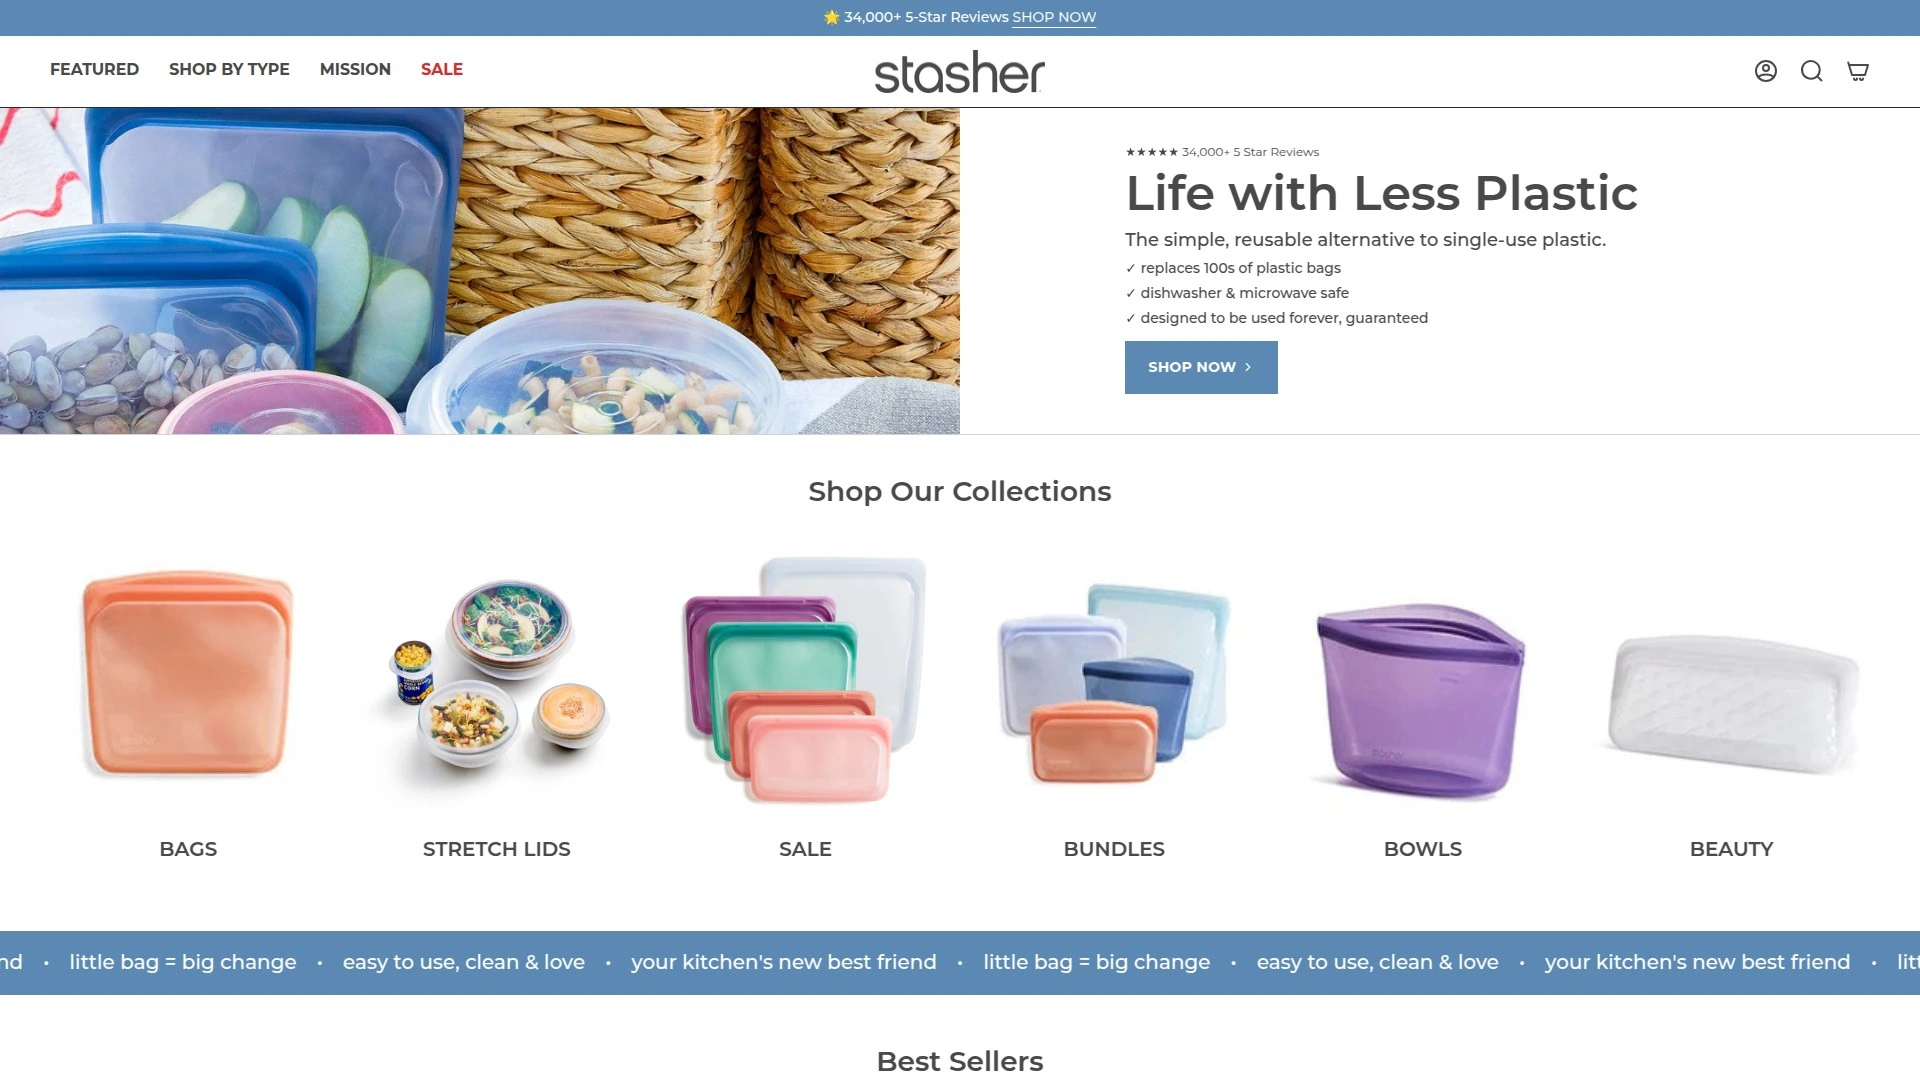 🌟 34,000+ 5-Star Reviews SHOP NOW
FEATURED SHOP BY TYPE MISSION SALE
stasher
★★★★★ 34,000+ 5 Star Reviews
Life with Less Plastic
The simple, reusable alternative to single-use plastic.
✓ replaces 100s of plastic bags
✓ dishwasher & microwave safe
✓ designed to be used forever, guaranteed
SHOP NOW >
Shop Our Collections
BAGS
STRETCH LIDS
SALE
BUNDLES
BOWLS
BEAUTY
nd • little bag = big change • easy to use, clean & love • your kitchen's new best friend • little bag = big change • easy to use, clean & love • your kitchen's new best friend • litt
Best Sellers